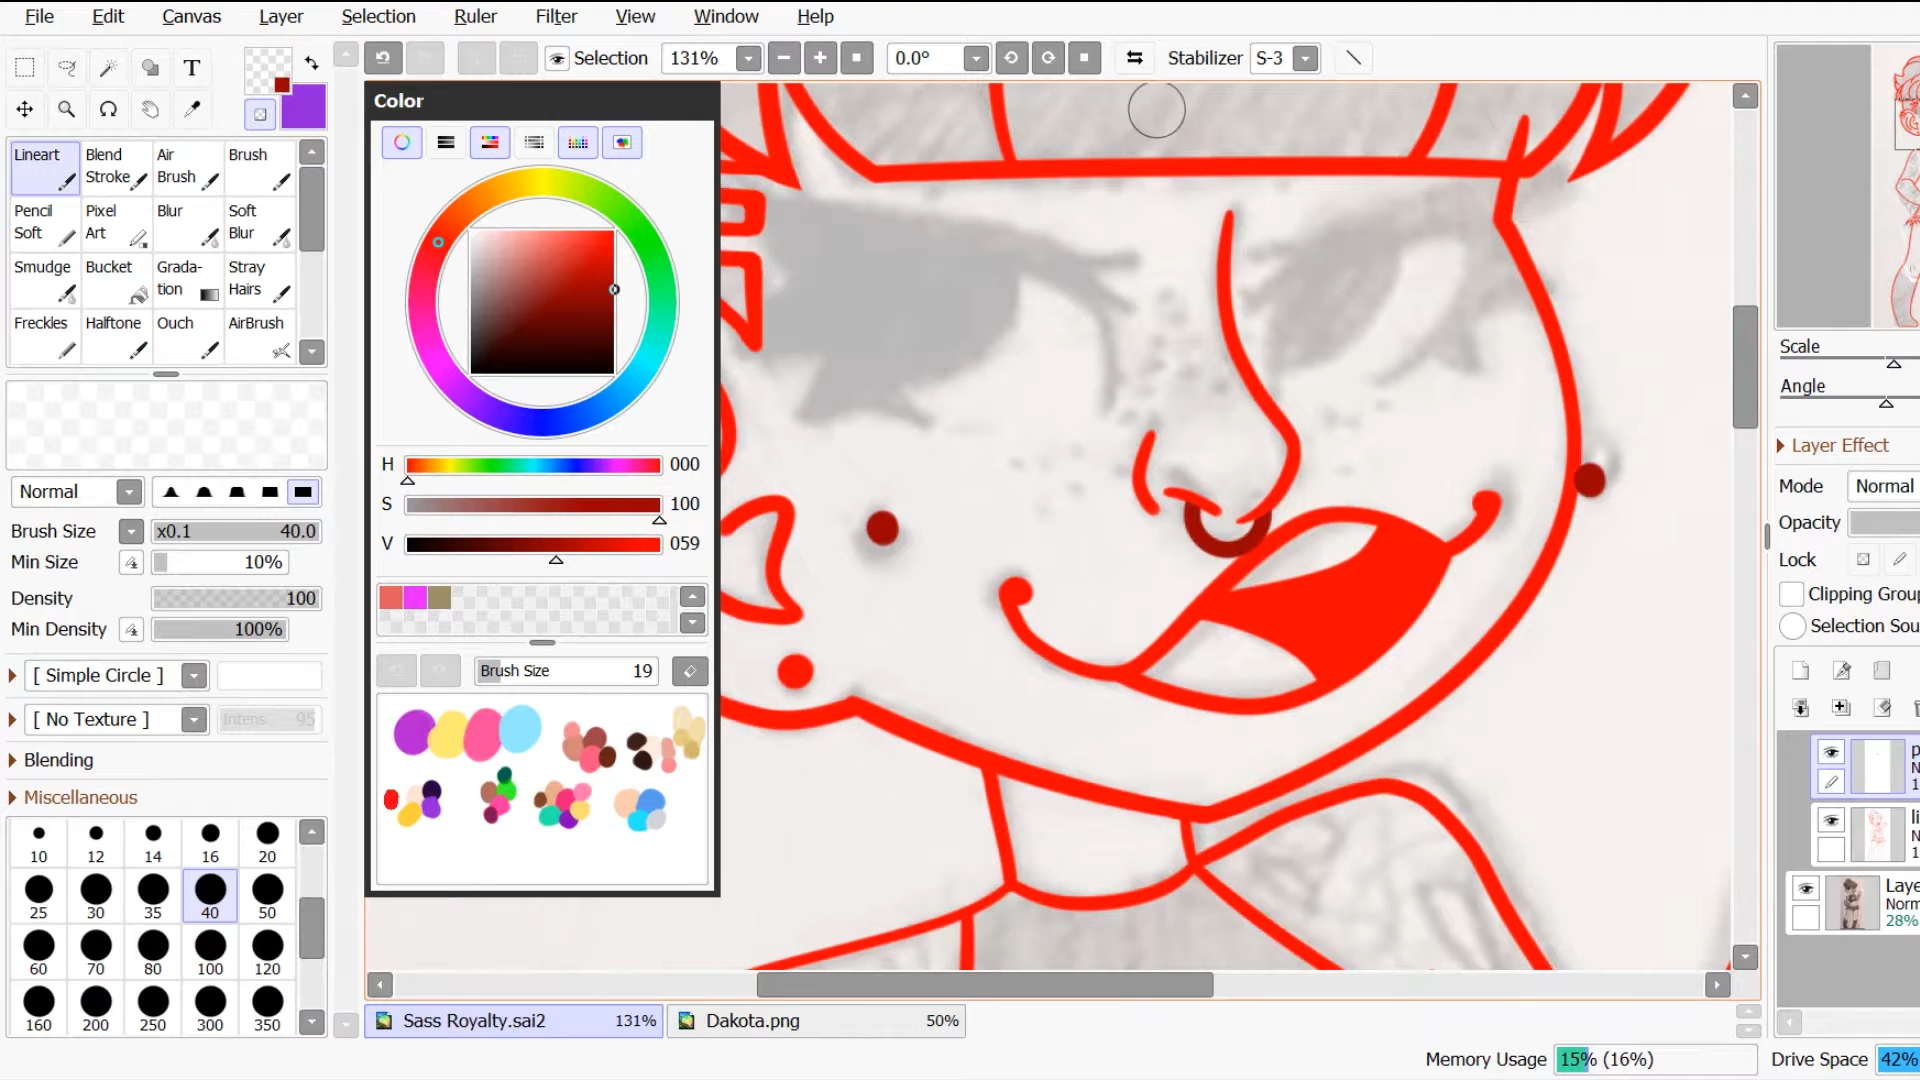 File Edit Canvas Layer Selection Ruler Filter View Window Help
Selection 131% 0.0° Stabilizer S-3
T
Color
Lineart Blend Stroke Air Brush Brush
Pencil Soft Pixel Art Blur Soft Blur
Smudge Bucket Grada-tion Stray Hairs
Freckles Halftone Ouch AirBrush
H 000
S 100
V 059
Brush Size 19
Normal
Brush Size x0.1 40.0
Min Size 10%
Density 100
Min Density 100%
[ Simple Circle ]
[ No Texture ] Intens. 95
Blending
Miscellaneous
10 12 14 16 20
25 30 35 40 50
60 70 80 100 120
160 200 250 300 350
Scale
Angle
Layer Effect
Mode Normal
Opacity
Lock
Clipping Group
Selection Sou
p
N
1
li
N
1
Laye
Norm
28%
Sass Royalty.sai2 131% Dakota.png 50%
Memory Usage 15% (16%) Drive Space 42%